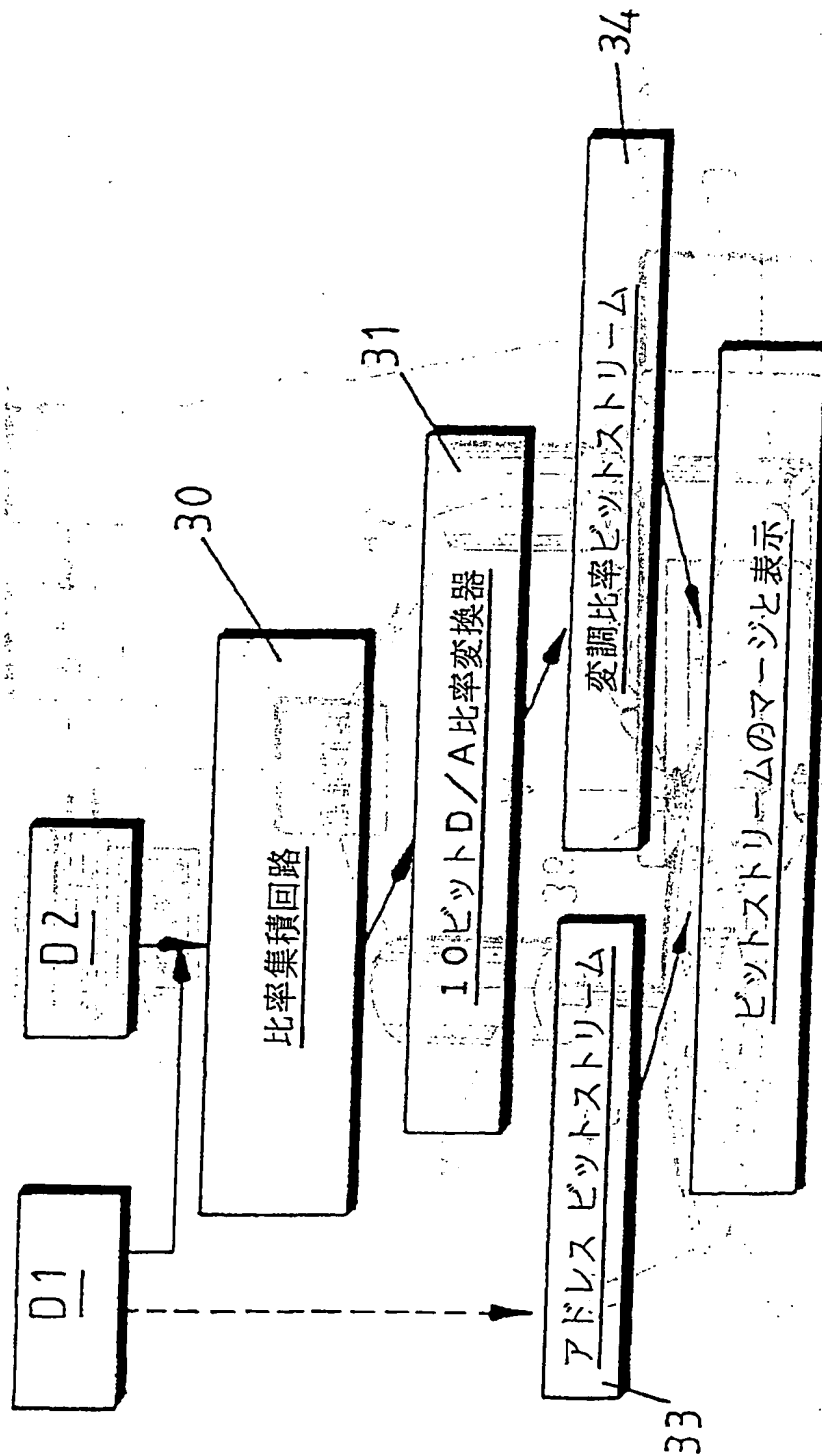 D1
D2
30
比率集積回路
31
10ビットD/A比率変換器
33
アドレス ビットストリーム
34
変調比率ビットストリーム
ビットストリームのマージと表示